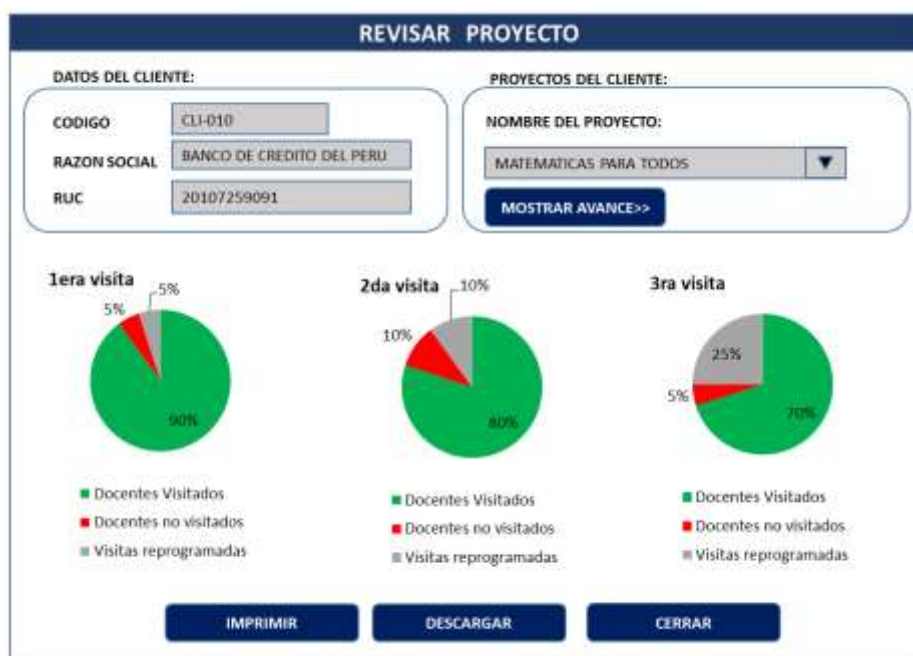 REVISAR PROYECTO
DATOS DEL CLIENTE:
CODIGO
CLI-010
RAZON SOCIAL
BANCO DE CREDITO DEL PERU
RUC
20107259091
PROYECTOS DEL CLIENTE:
NOMBRE DEL PROYECTO:
MATEMATICAS PARA TODOS
MOSTRAR AVANCE>>
1era visita
5%
5%
90%
Docentes Visitados
Docentes no visitados
Visitas reprogramadas
2da visita
10%
10%
80%
Docentes Visitados
Docentes no visitados
Visitas reprogramadas
3ra visita
25%
5%
70%
Docentes Visitados
Docentes no visitados
Visitas reprogramadas
IMPRIMIR
DESCARGAR
CERRAR